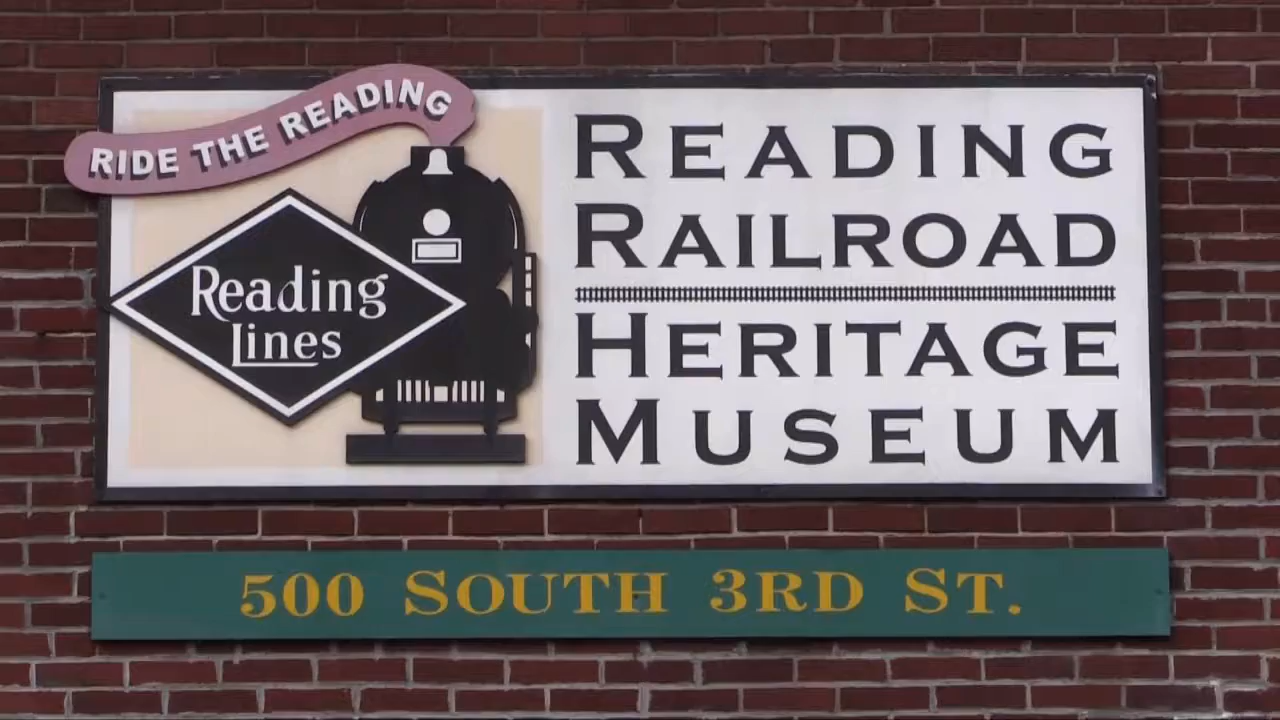 RIDE THE READING
Reading
Lines
READING
RAILROAD
HERITAGE
MUSEUM
500 SOUTH 3RD ST.